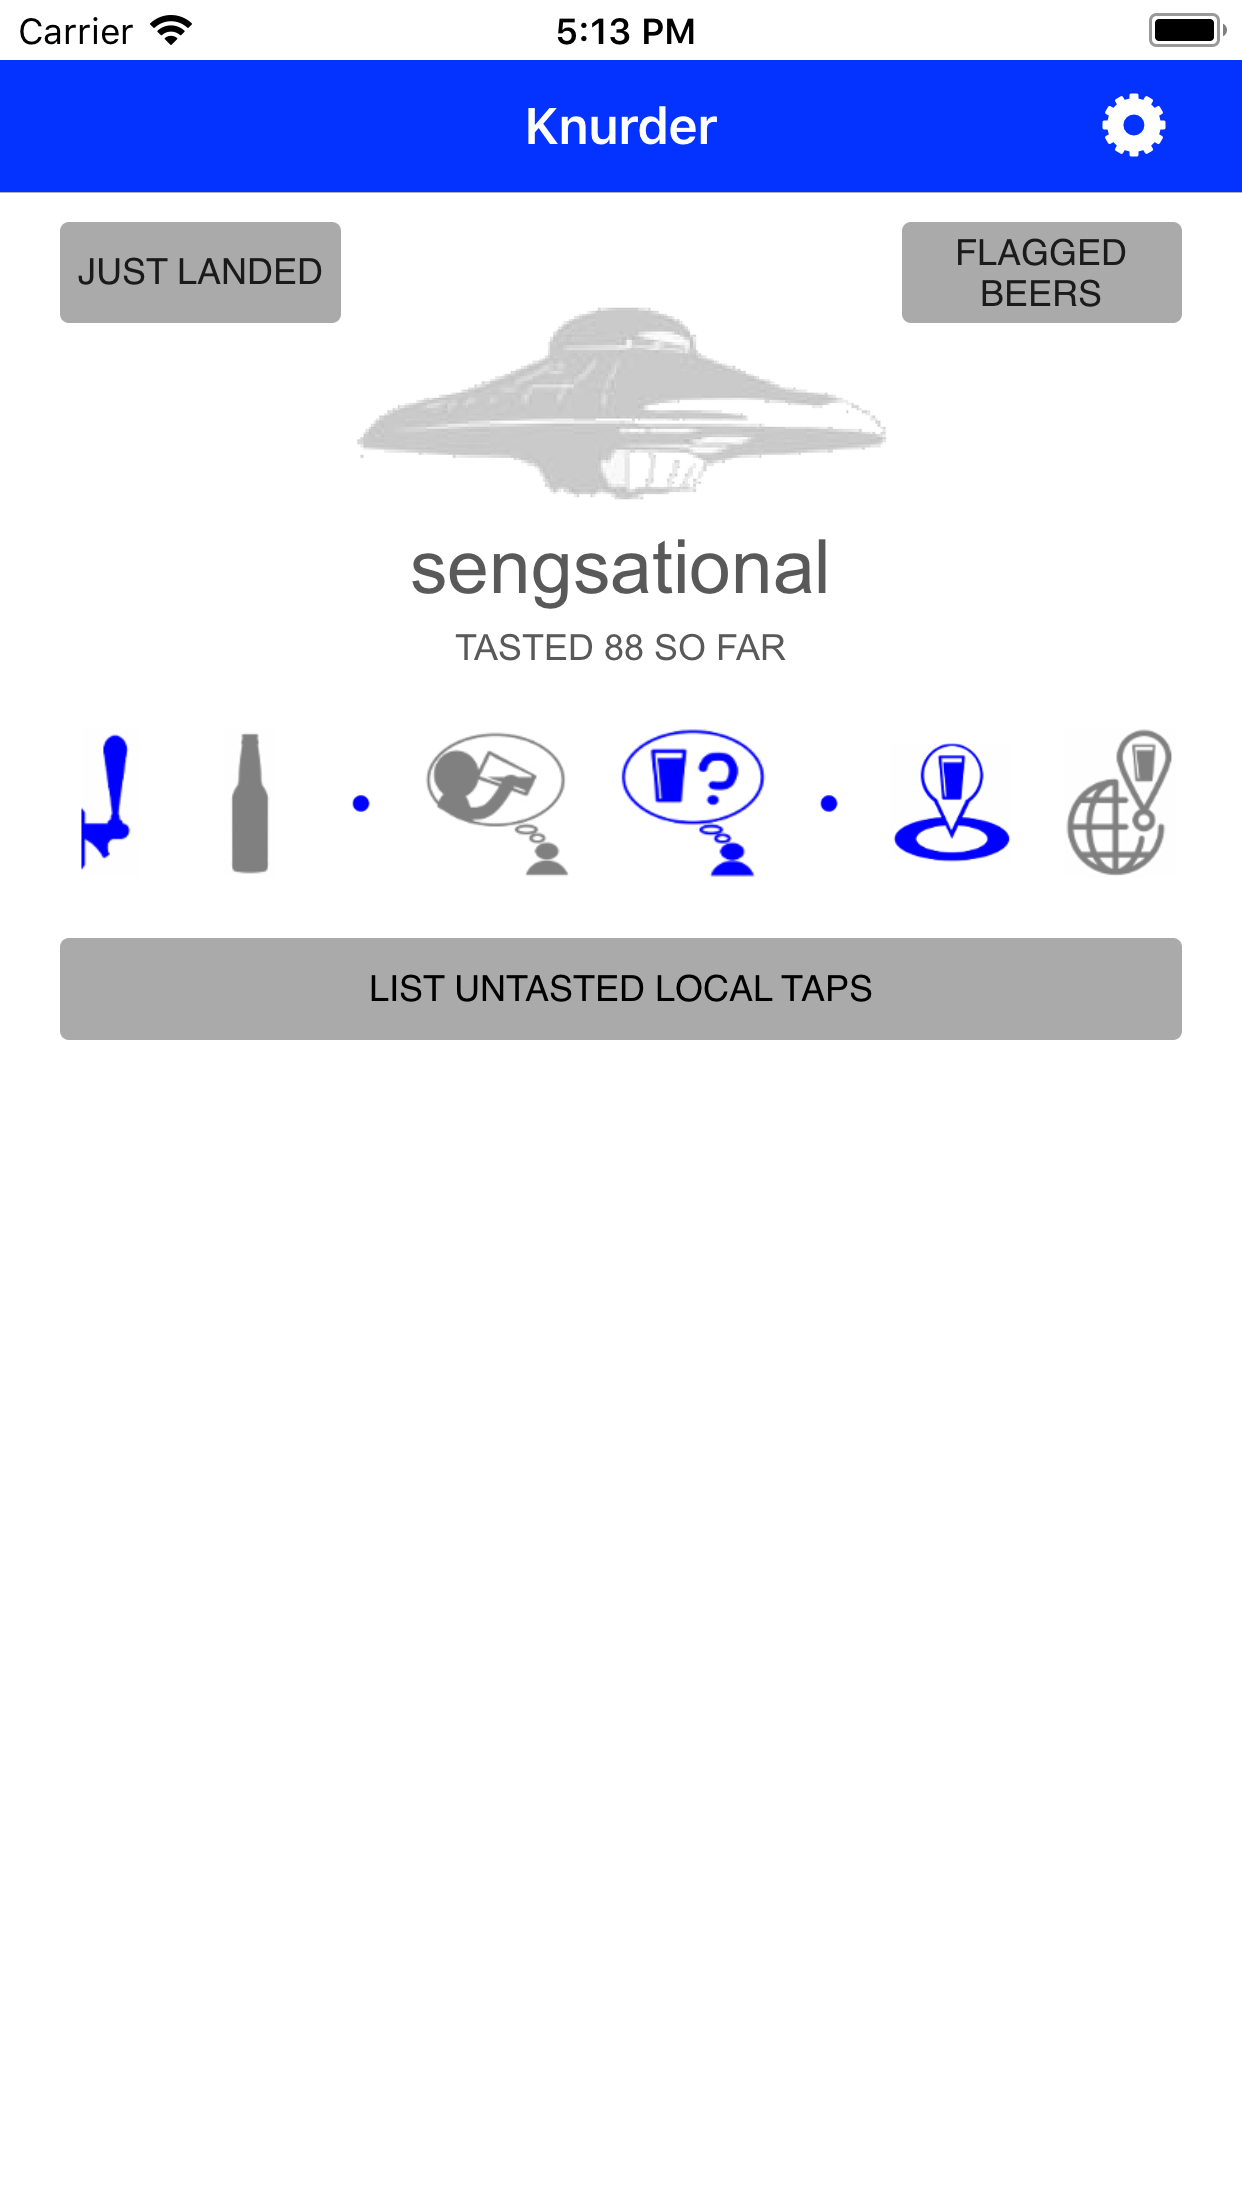 Carrier 5:13 PM
Knurder
JUST LANDED
FLAGGED
BEERS
sengsational
TASTED 88 SO FAR
?
LIST UNTASTED LOCAL TAPS